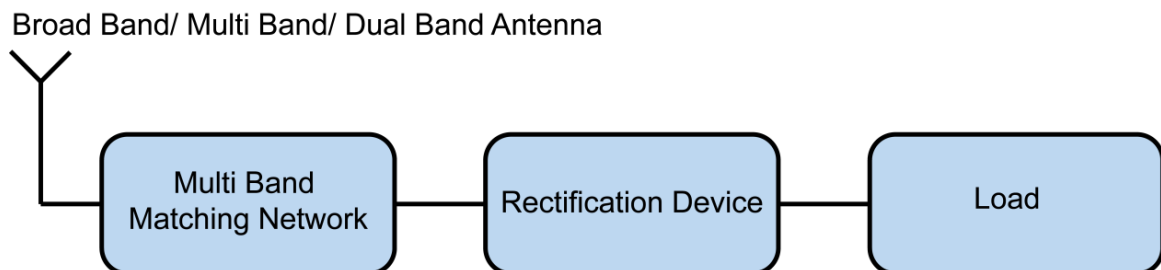 Broad Band/ Multi Band/ Dual Band Antenna
Multi Band
Matching Network
Rectification Device
Load